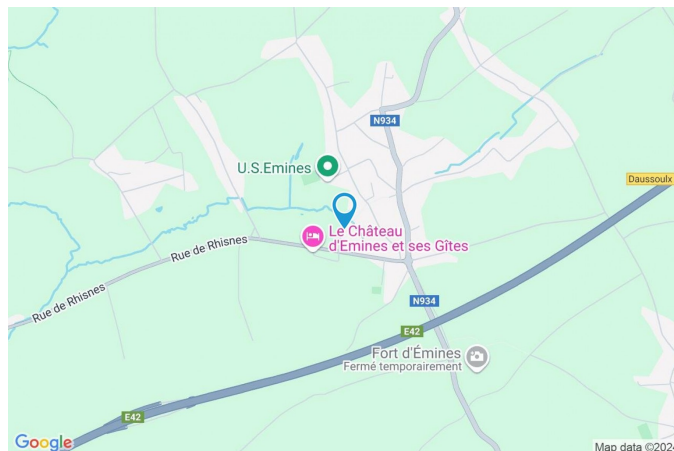 N934
U.S.Emines
Daussoulx
Le Château
d'Emines et ses Gîtes
Rue de Rhisnes
Rue de Rhisnes
N934
E42
Fort d'Émines
Fermé temporairement
E42
Google
Map data ©2024